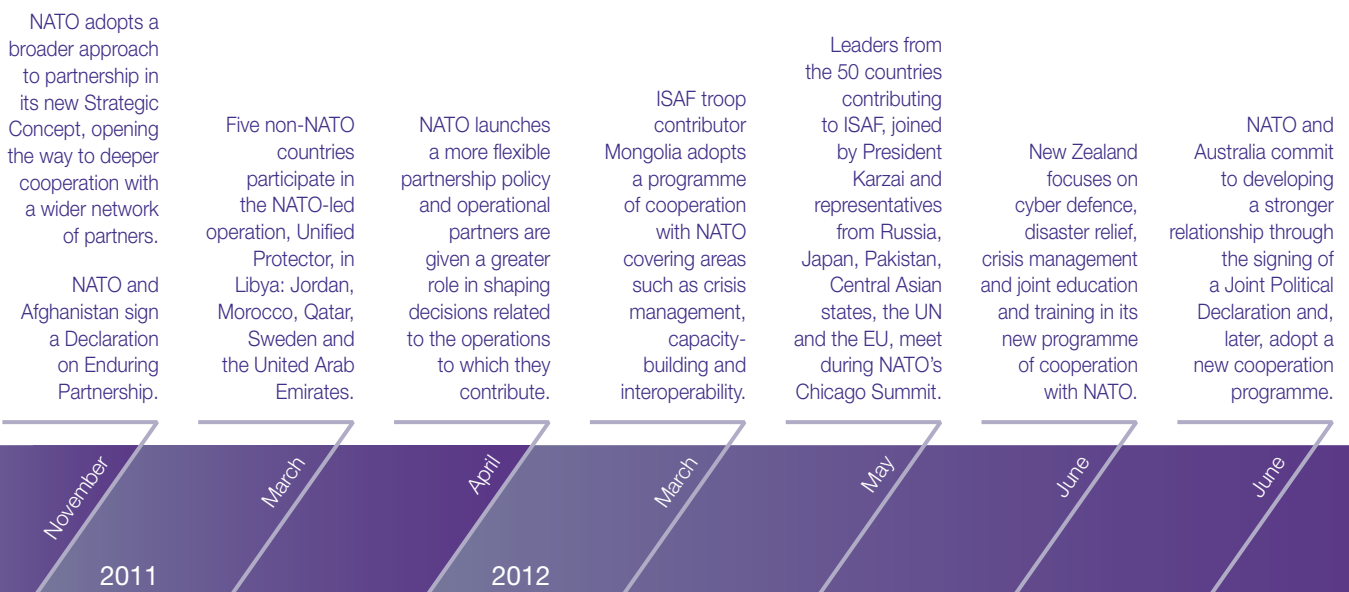 NATO adopts a
broader approach
to partnership in
its new Strategic
Concept, opening
the way to deeper
cooperation with
a wider network
of partners.
NATO and
Afghanistan sign
a Declaration
on Enduring
Partnership.
November
2011
Five non-NATO
countries
participate in
the NATO-led
operation, Unified
Protector, in
Libya: Jordan,
Morocco, Qatar,
Sweden and
the United Arab
Emirates.
March
NATO launches
a more flexible
partnership policy
and operational
partners are
given a greater
role in shaping
decisions related
to the operations
to which they
contribute.
April
2012
ISAF troop
contributor
Mongolia adopts
a programme
of cooperation
with NATO
covering areas
such as crisis
management,
capacity-
building and
interoperability.
March
Leaders from
the 50 countries
contributing
to ISAF, joined
by President
Karzai and
representatives
from Russia,
Japan, Pakistan,
Central Asian
states, the UN
and the EU, meet
during NATO’s
Chicago Summit.
May
New Zealand
focuses on
cyber defence,
disaster relief,
crisis management
and joint education
and training in its
new programme
of cooperation
with NATO.
June
NATO and
Australia commit
to developing
a stronger
relationship through
the signing of
a Joint Political
Declaration and,
later, adopt a
new cooperation
programme.
June